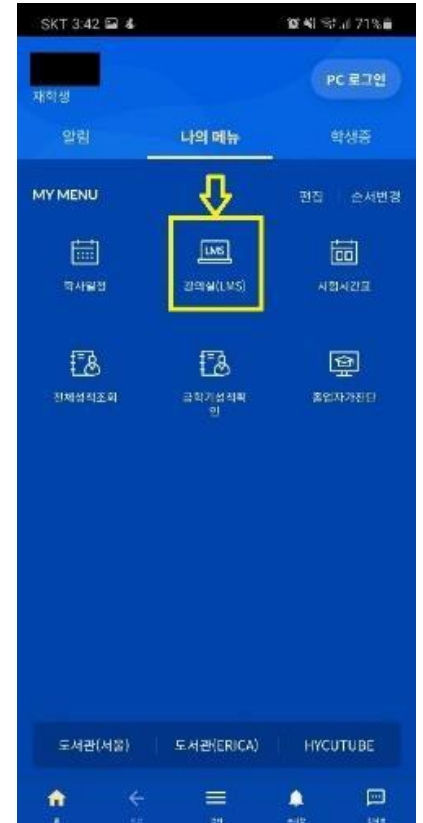 SKT 3:42
71%
재학생
PC 로그인
알림 나의 메뉴 학생증
MY MENU 편집 순서변경
LMS
학사일정 강의실(LMS) 시험시간표
전체성적조회 금학기성적확 졸업자가진단
인
도서관(서울) 도서관(ERICA) HYCUTUBE